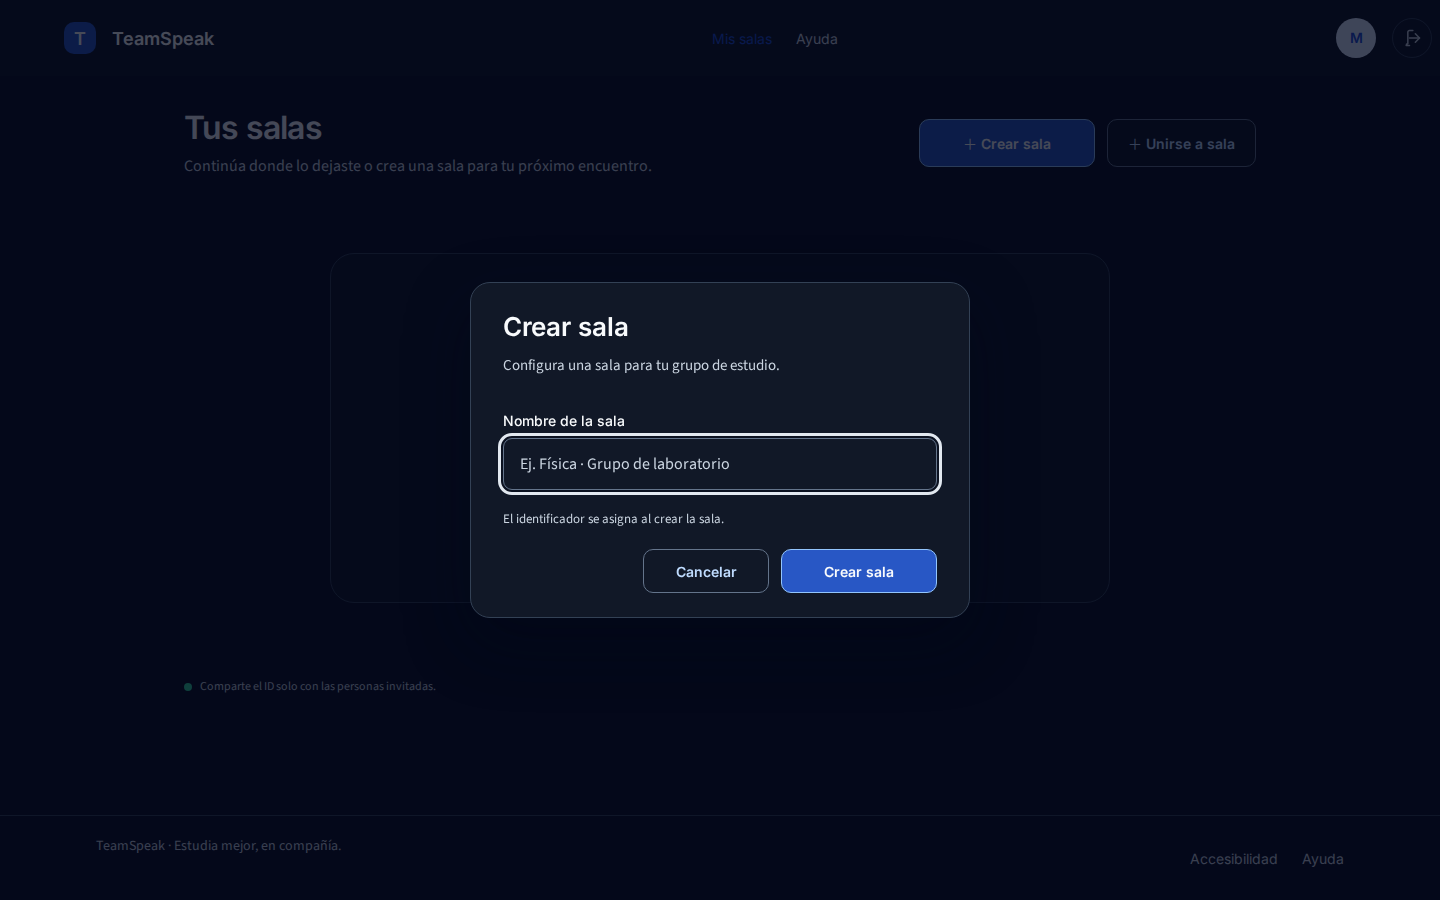 T TeamSpeak
Mis salas Ayuda
M
Tus salas
Continúa donde lo dejaste o crea una sala para tu próximo encuentro.
+ Crear sala
+ Unirse a sala
Crear sala
Configura una sala para tu grupo de estudio.
Nombre de la sala
Ej. Física · Grupo de laboratorio
El identificador se asigna al crear la sala.
Cancelar
Crear sala
Comparte el ID solo con las personas invitadas.
TeamSpeak · Estudia mejor, en compañía.
Accesibilidad Ayuda